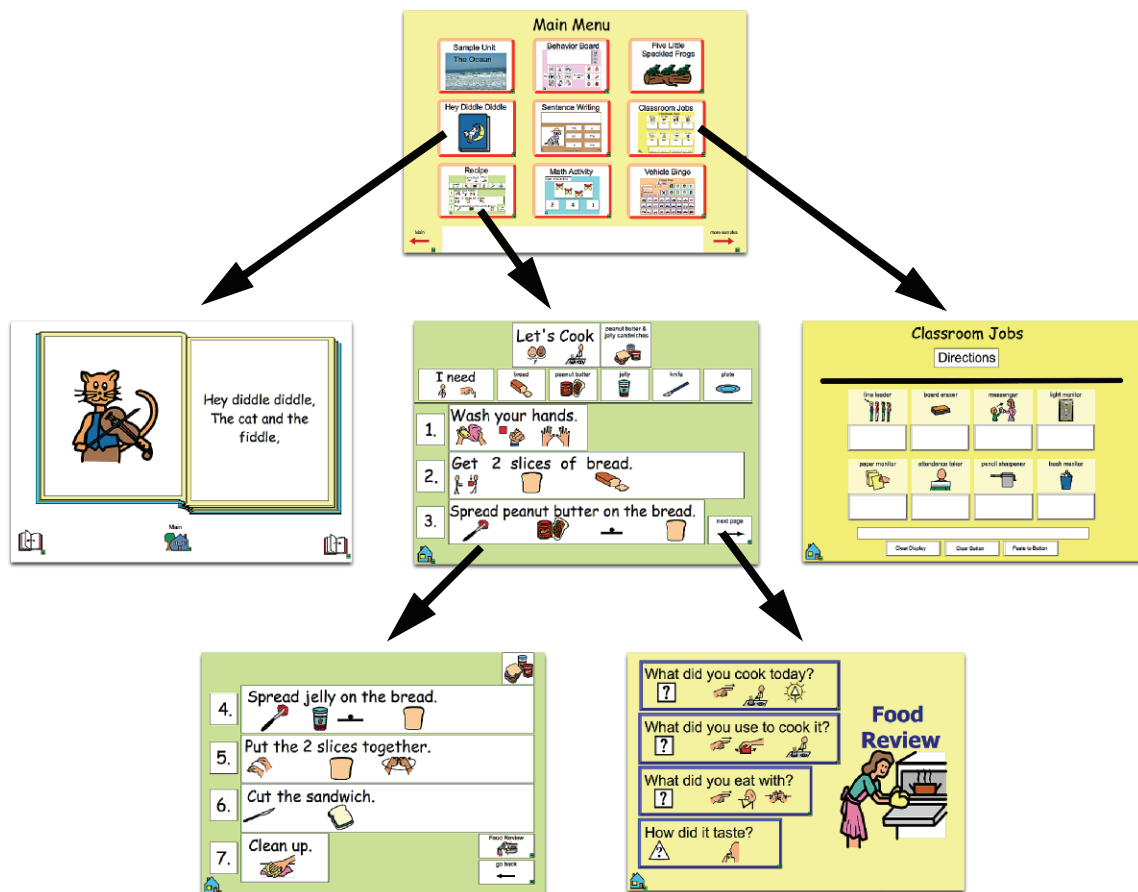 Main Menu
Sample Unit
The Ocean
Behavior Board
Five Little
Speckled Frogs
Hey Diddle Diddle
Sentence Writing
Classroom Jobs
Recipe
Math Activity
2 4 1
Vehicle Bingo
Main
more samples
Hey diddle diddle,
The cat and the
fiddle,
Main
Let's Cook
peanut butter &
jelly sandwiches
I need
bread
peanut butter
jelly
knife
plate
1. Wash your hands.
2. Get 2 slices of bread.
3. Spread peanut butter on the bread.
next page
Classroom Jobs
Directions
line leader
board eraser
messenger
light monitor
paper monitor
attendance taker
pencil sharpener
trash monitor
Clear Display
Clear Button
Paste to Button
4. Spread jelly on the bread.
5. Put the 2 slices together.
6. Cut the sandwich.
7. Clean up.
Food Review
go back
What did you cook today?
?
What did you use to cook it?
?
What did you eat with?
?
How did it taste?
?
Food
Review